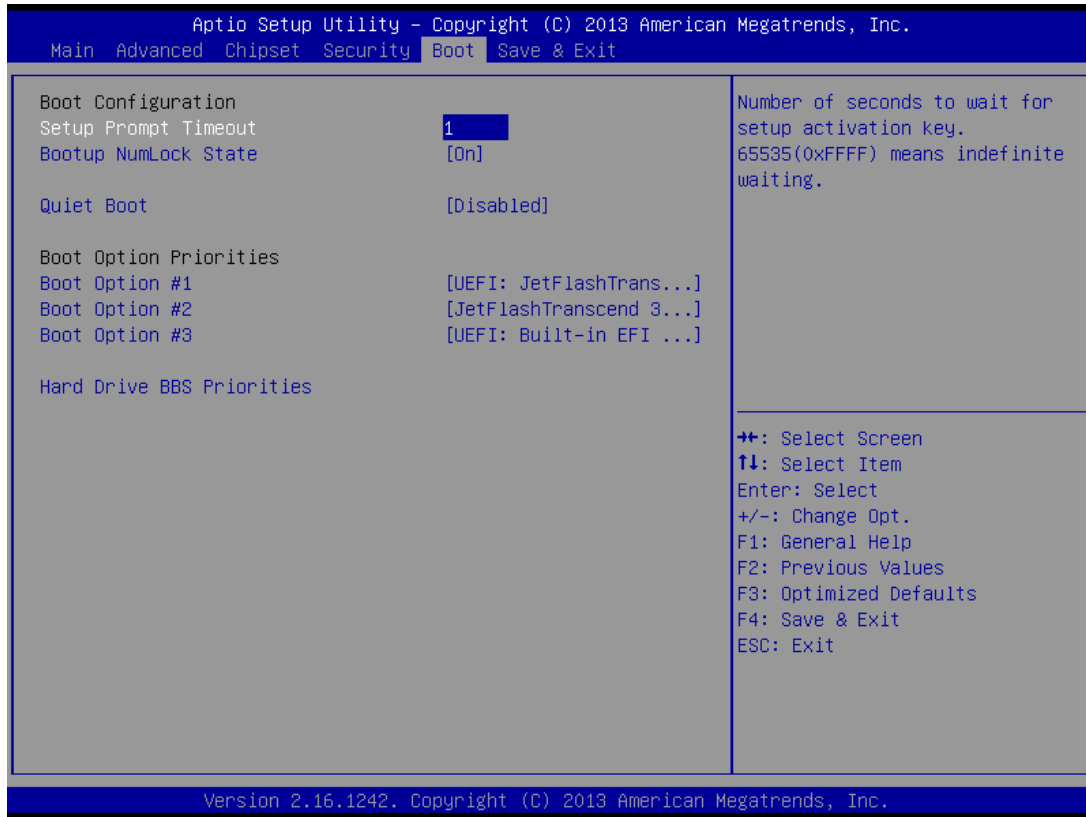 Aptio Setup Utility – Copyright (C) 2013 American Megatrends, Inc.
Main Advanced Chipset Security Boot Save & Exit
Boot Configuration
Setup Prompt Timeout 1
Bootup NumLock State [On]
Quiet Boot [Disabled]
Boot Option Priorities
Boot Option #1 [UEFI: JetFlashTrans...]
Boot Option #2 [JetFlashTranscend 3...]
Boot Option #3 [UEFI: Built-in EFI ...]
Hard Drive BBS Priorities
Number of seconds to wait for
setup activation key.
65535(0xFFFF) means indefinite
waiting.
→←: Select Screen
↑↓: Select Item
Enter: Select
+/-: Change Opt.
F1: General Help
F2: Previous Values
F3: Optimized Defaults
F4: Save & Exit
ESC: Exit
Version 2.16.1242. Copyright (C) 2013 American Megatrends, Inc.